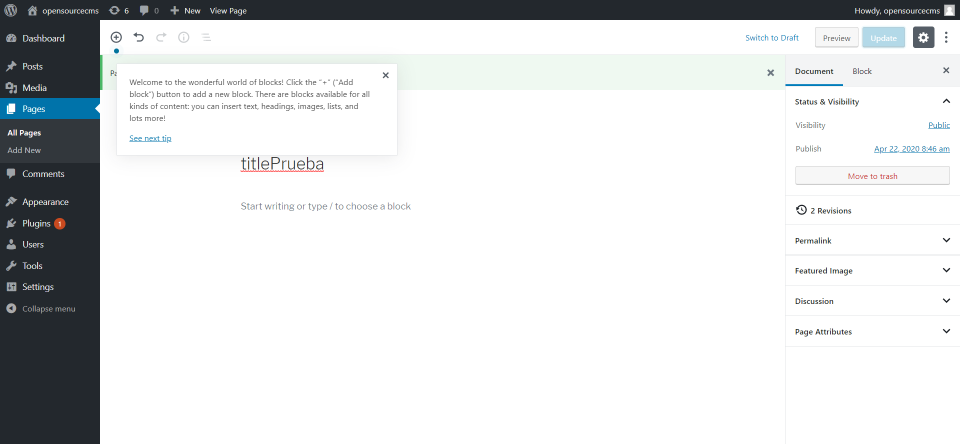 opensourcecms 6 0 New View Page Howdy, opensourcecms
Dashboard
Posts
Media
Pages
All Pages
Add New
Comments
Appearance
Plugins 1
Users
Tools
Settings
Collapse menu
Switch to Draft Preview Update
Welcome to the wonderful world of blocks! Click the "+" ("Add
block") button to add a new block. There are blocks available for all
kinds of content: you can insert text, headings, images, lists, and
lots more!
See next tip
titlePrueba
Start writing or type / to choose a block
Document Block
Status & Visibility
Visibility Public
Publish Apr 22, 2020 8:46 am
Move to trash
2 Revisions
Permalink
Featured Image
Discussion
Page Attributes